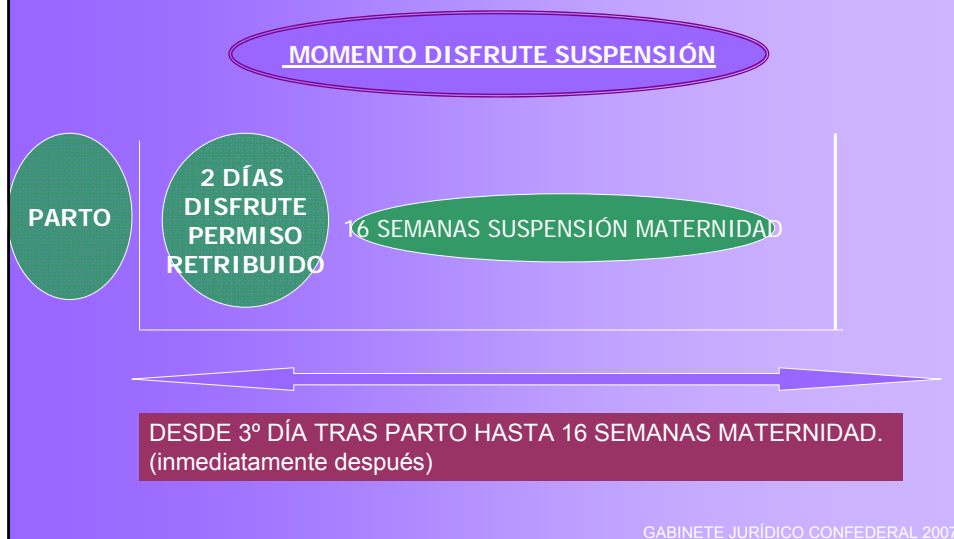 MOMENTO DISFRUTE SUSPENSIÓN
PARTO
2 DÍAS
DISFRUTE
PERMISO
RETRIBUIDO
16 SEMANAS SUSPENSIÓN MATERNIDAD
DESDE 3º DÍA TRAS PARTO HASTA 16 SEMANAS MATERNIDAD.
(inmediatamente después)
GABINETE JURÍDICO CONFEDERAL 2007